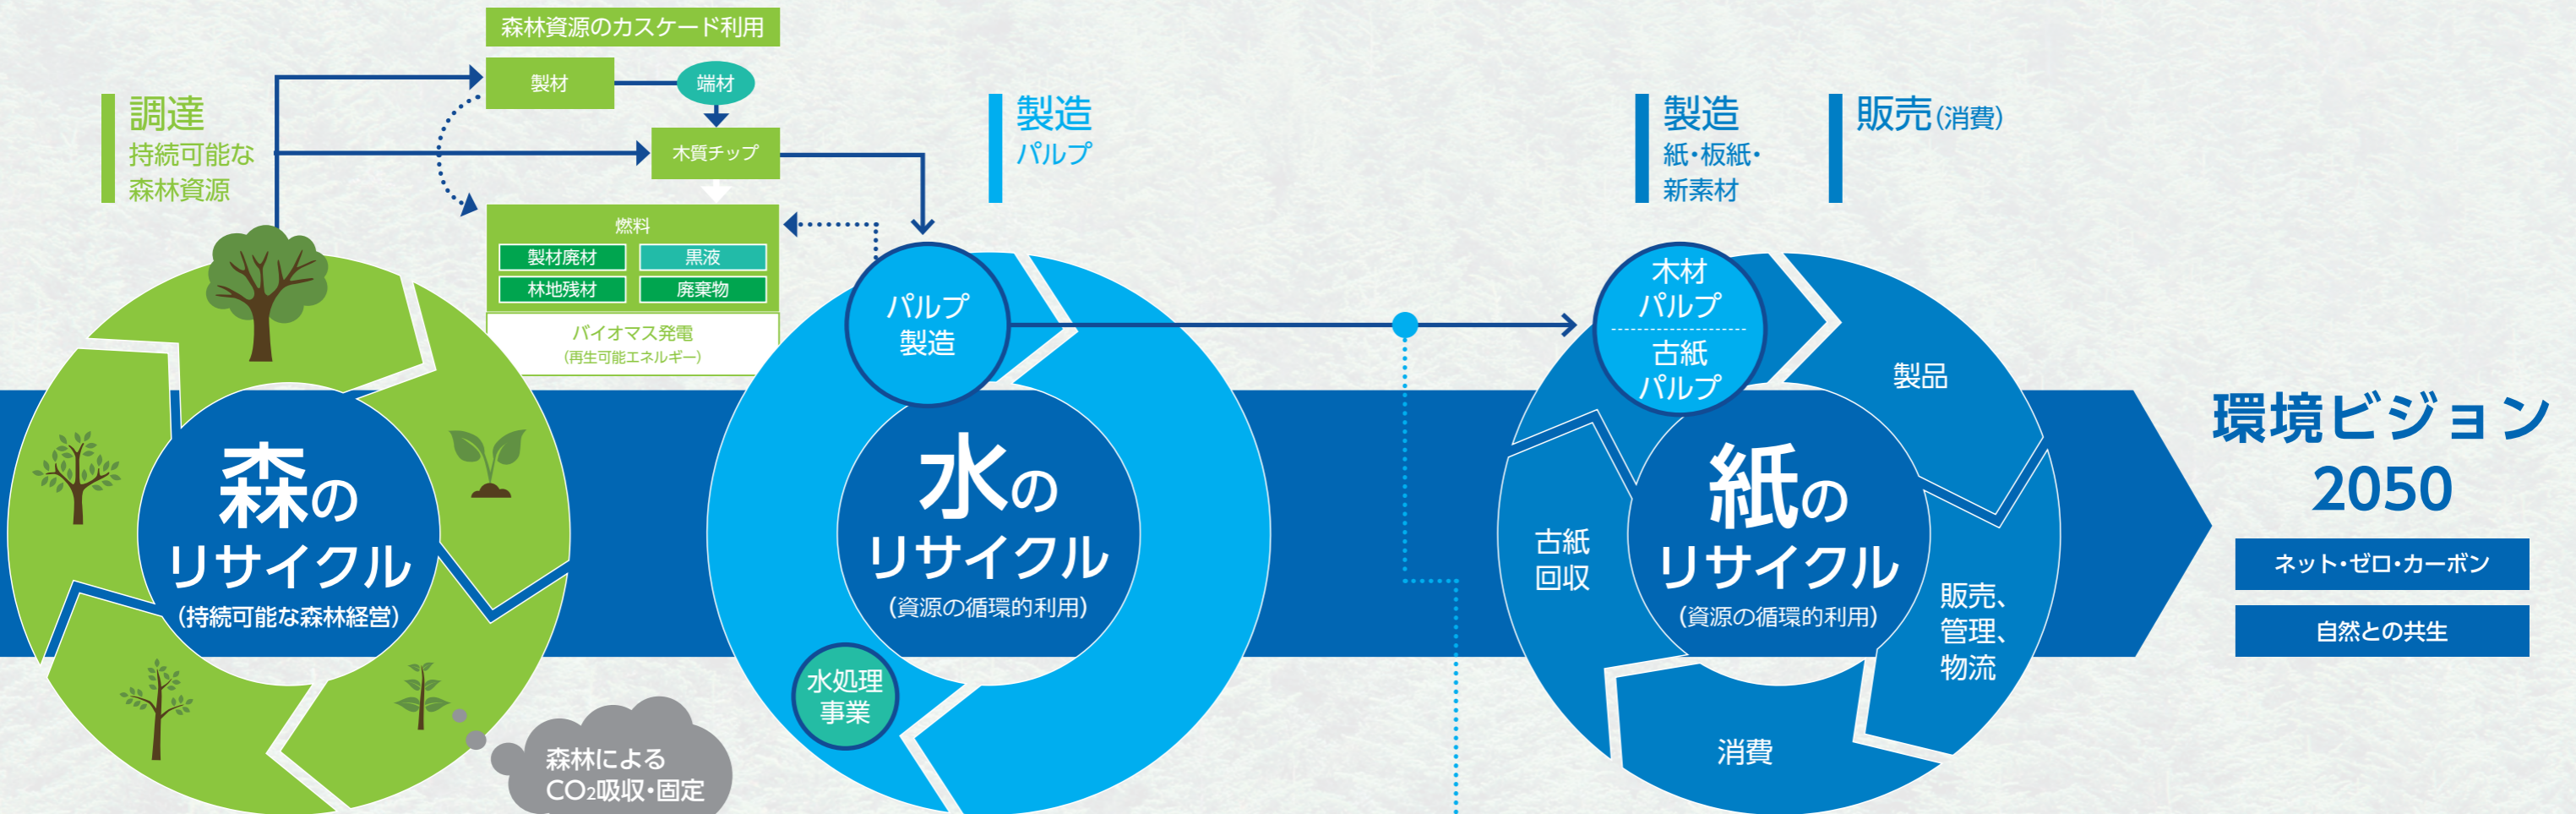 森林資源のカスケード利用
製材
端材
木質チップ
燃料
製材廃材
黒液
林地残材
廃棄物
バイオマス発電
(再生可能エネルギー)
調達
持続可能な
森林資源
製造
パルプ
製造
紙・板紙・
新素材
販売(消費)
森の
リサイクル
(持続可能な森林経営)
森林による
CO₂吸収・固定
パルプ
製造
水の
リサイクル
(資源の循環的利用)
水処理
事業
木材
パルプ
古紙
パルプ
製品
販売、
管理、
物流
消費
古紙
回収
紙の
リサイクル
(資源の循環的利用)
環境ビジョン
2050
ネット・ゼロ・カーボン
自然との共生